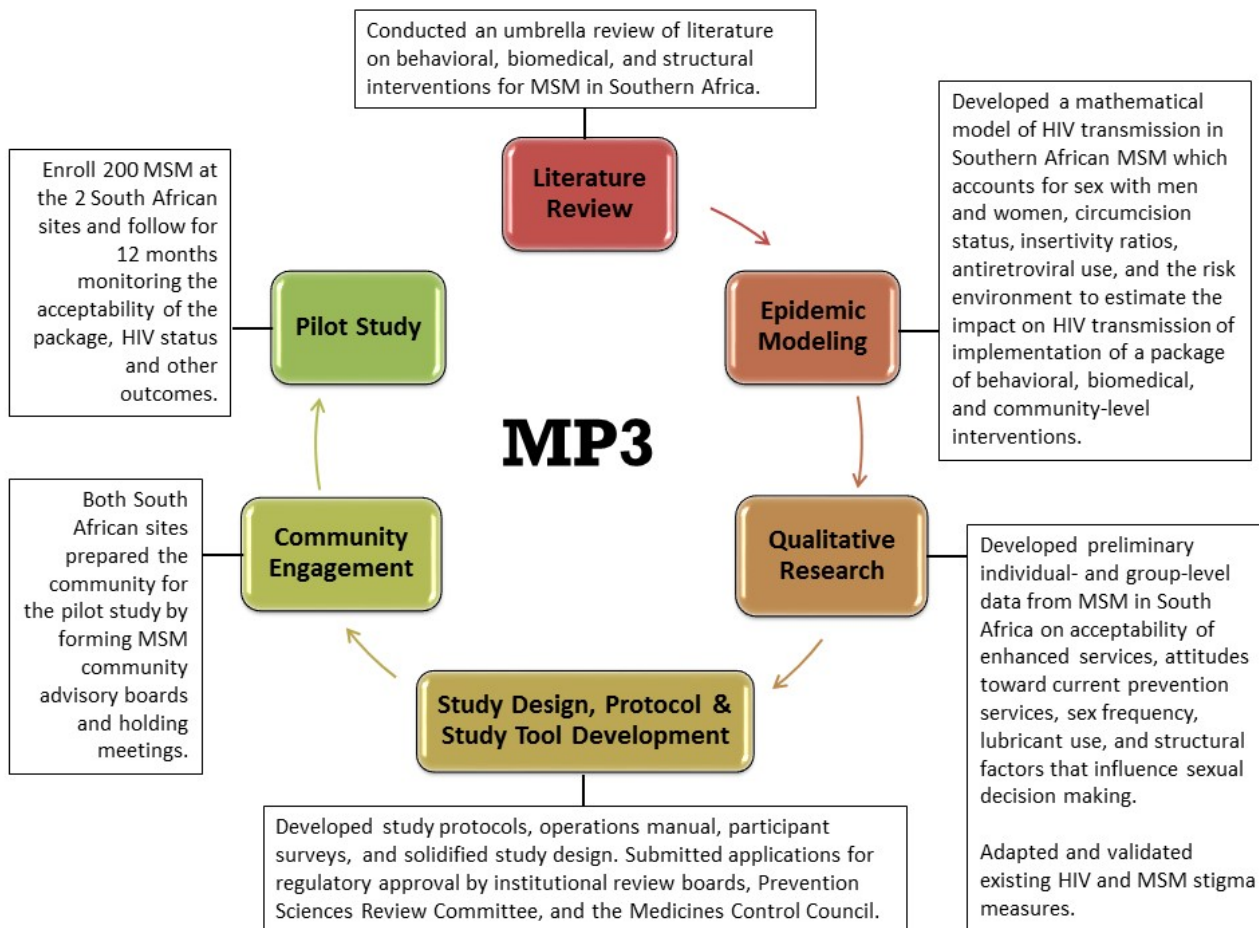 Conducted an umbrella review of literature
on behavioral, biomedical, and structural
interventions for MSM in Southern Africa.
Literature
Review
Developed a mathematical
model of HIV transmission in
Southern African MSM which
accounts for sex with men
and women, circumcision
status, insertivity ratios,
antiretroviral use, and the risk
environment to estimate the
impact on HIV transmission of
implementation of a package
of behavioral, biomedical,
and community-level
interventions.
Epidemic
Modeling
Qualitative
Research
Developed preliminary
individual- and group-level
data from MSM in South
Africa on acceptability of
enhanced services, attitudes
toward current prevention
services, sex frequency,
lubricant use, and structural
factors that influence sexual
decision making.
Adapted and validated
existing HIV and MSM stigma
measures.
Study Design, Protocol &
Study Tool Development
Developed study protocols, operations manual, participant
surveys, and solidified study design. Submitted applications for
regulatory approval by institutional review boards, Prevention
Sciences Review Committee, and the Medicines Control Council.
Community
Engagement
Both South
African sites
prepared the
community for
the pilot study by
forming MSM
community
advisory boards
and holding
meetings.
Pilot Study
Enroll 200 MSM at
the 2 South African
sites and follow for
12 months
monitoring the
acceptability of the
package, HIV status
and other
outcomes.
MP3